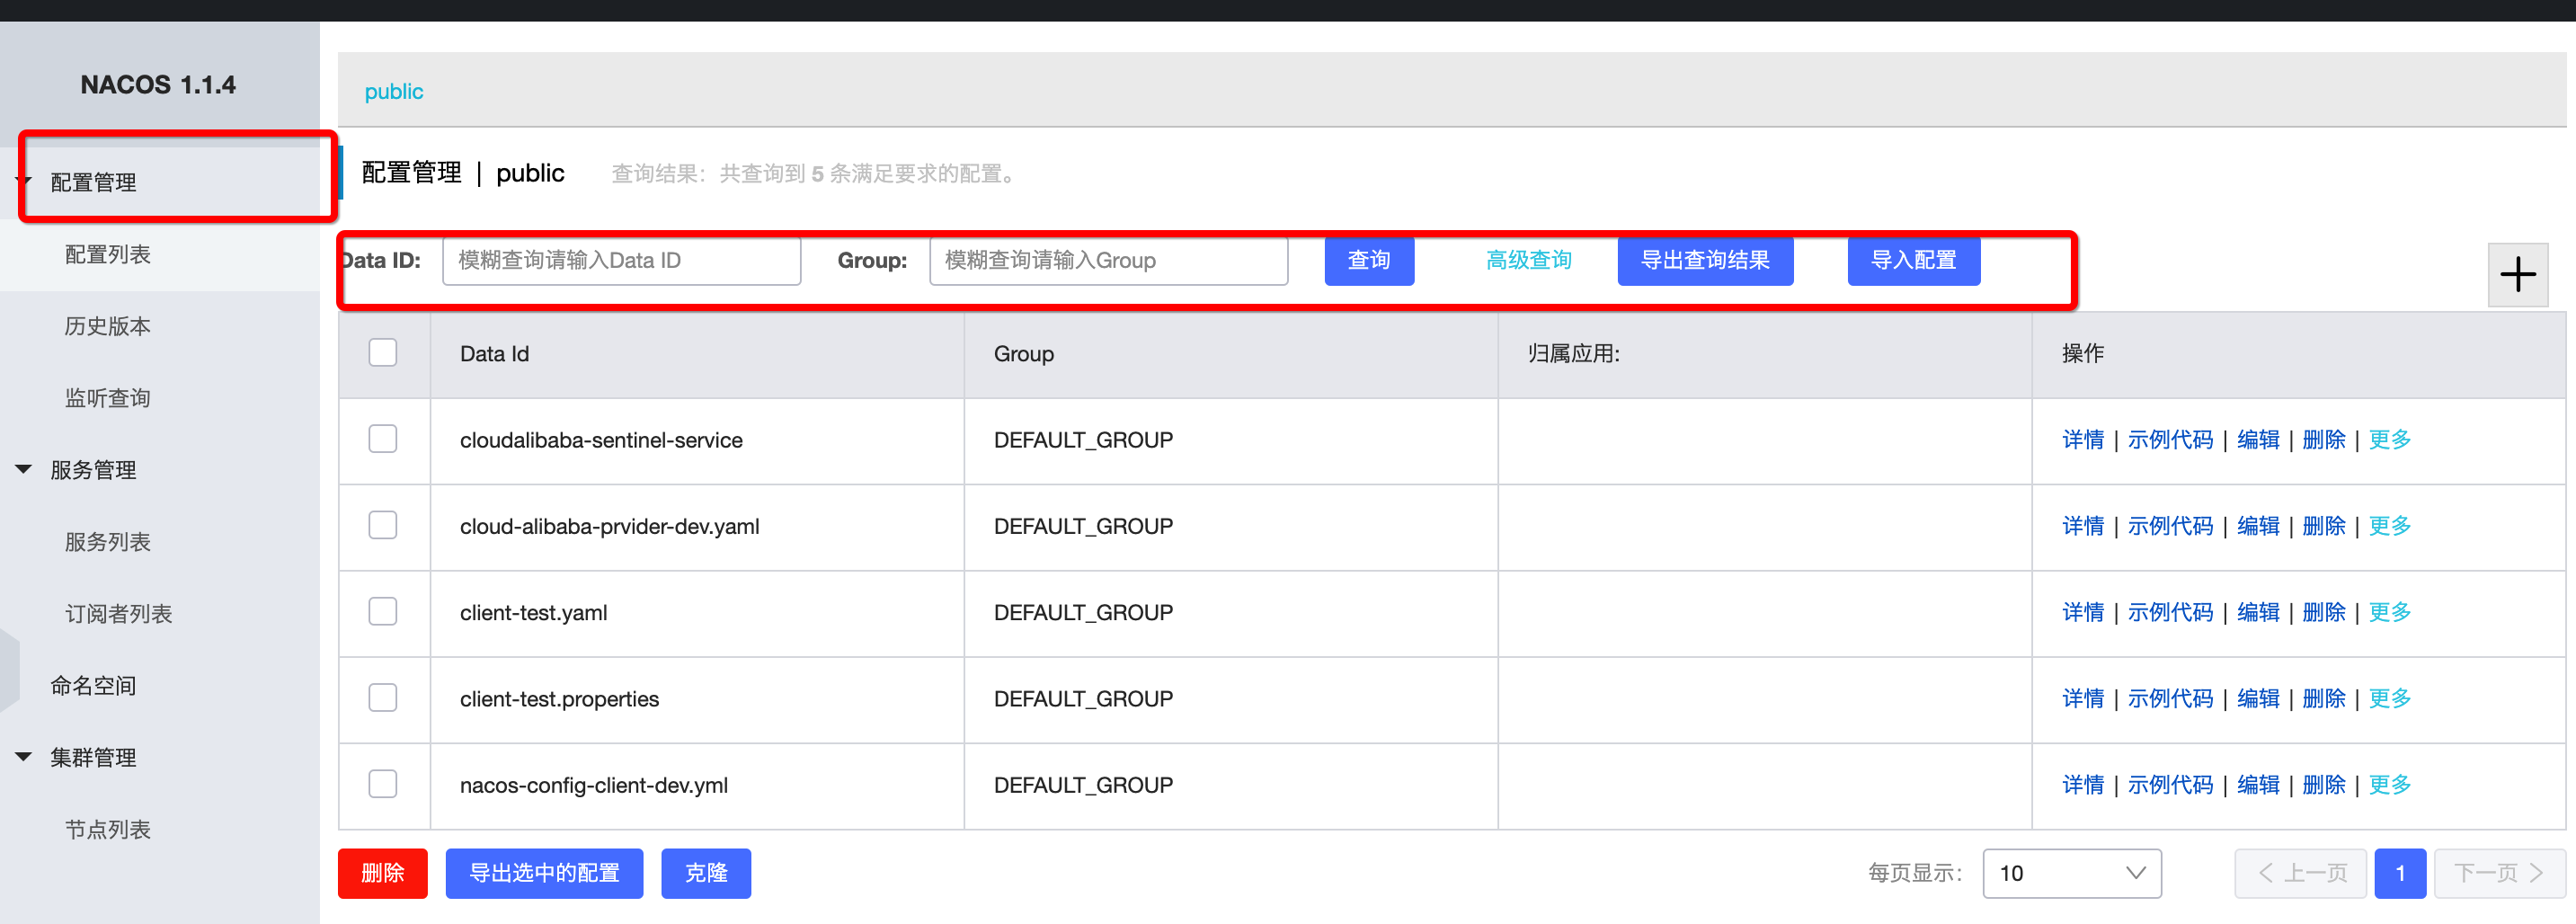 NACOS 1.1.4
配置管理
配置列表
历史版本
监听查询
服务管理
服务列表
订阅者列表
命名空间
集群管理
节点列表
public
配置管理 | public 查询结果：共查询到 5 条满足要求的配置。
Data ID: 模糊查询请输入Data ID Group: 模糊查询请输入Group 查询 高级查询 导出查询结果 导入配置
Data Id Group 归属应用: 操作
cloudalibaba-sentinel-service DEFAULT_GROUP 详情 | 示例代码 | 编辑 | 删除 | 更多
cloud-alibaba-prvider-dev.yaml DEFAULT_GROUP 详情 | 示例代码 | 编辑 | 删除 | 更多
client-test.yaml DEFAULT_GROUP 详情 | 示例代码 | 编辑 | 删除 | 更多
client-test.properties DEFAULT_GROUP 详情 | 示例代码 | 编辑 | 删除 | 更多
nacos-config-client-dev.yml DEFAULT_GROUP 详情 | 示例代码 | 编辑 | 删除 | 更多
删除 导出选中的配置 克隆 每页显示： 10 上一页 1 下一页